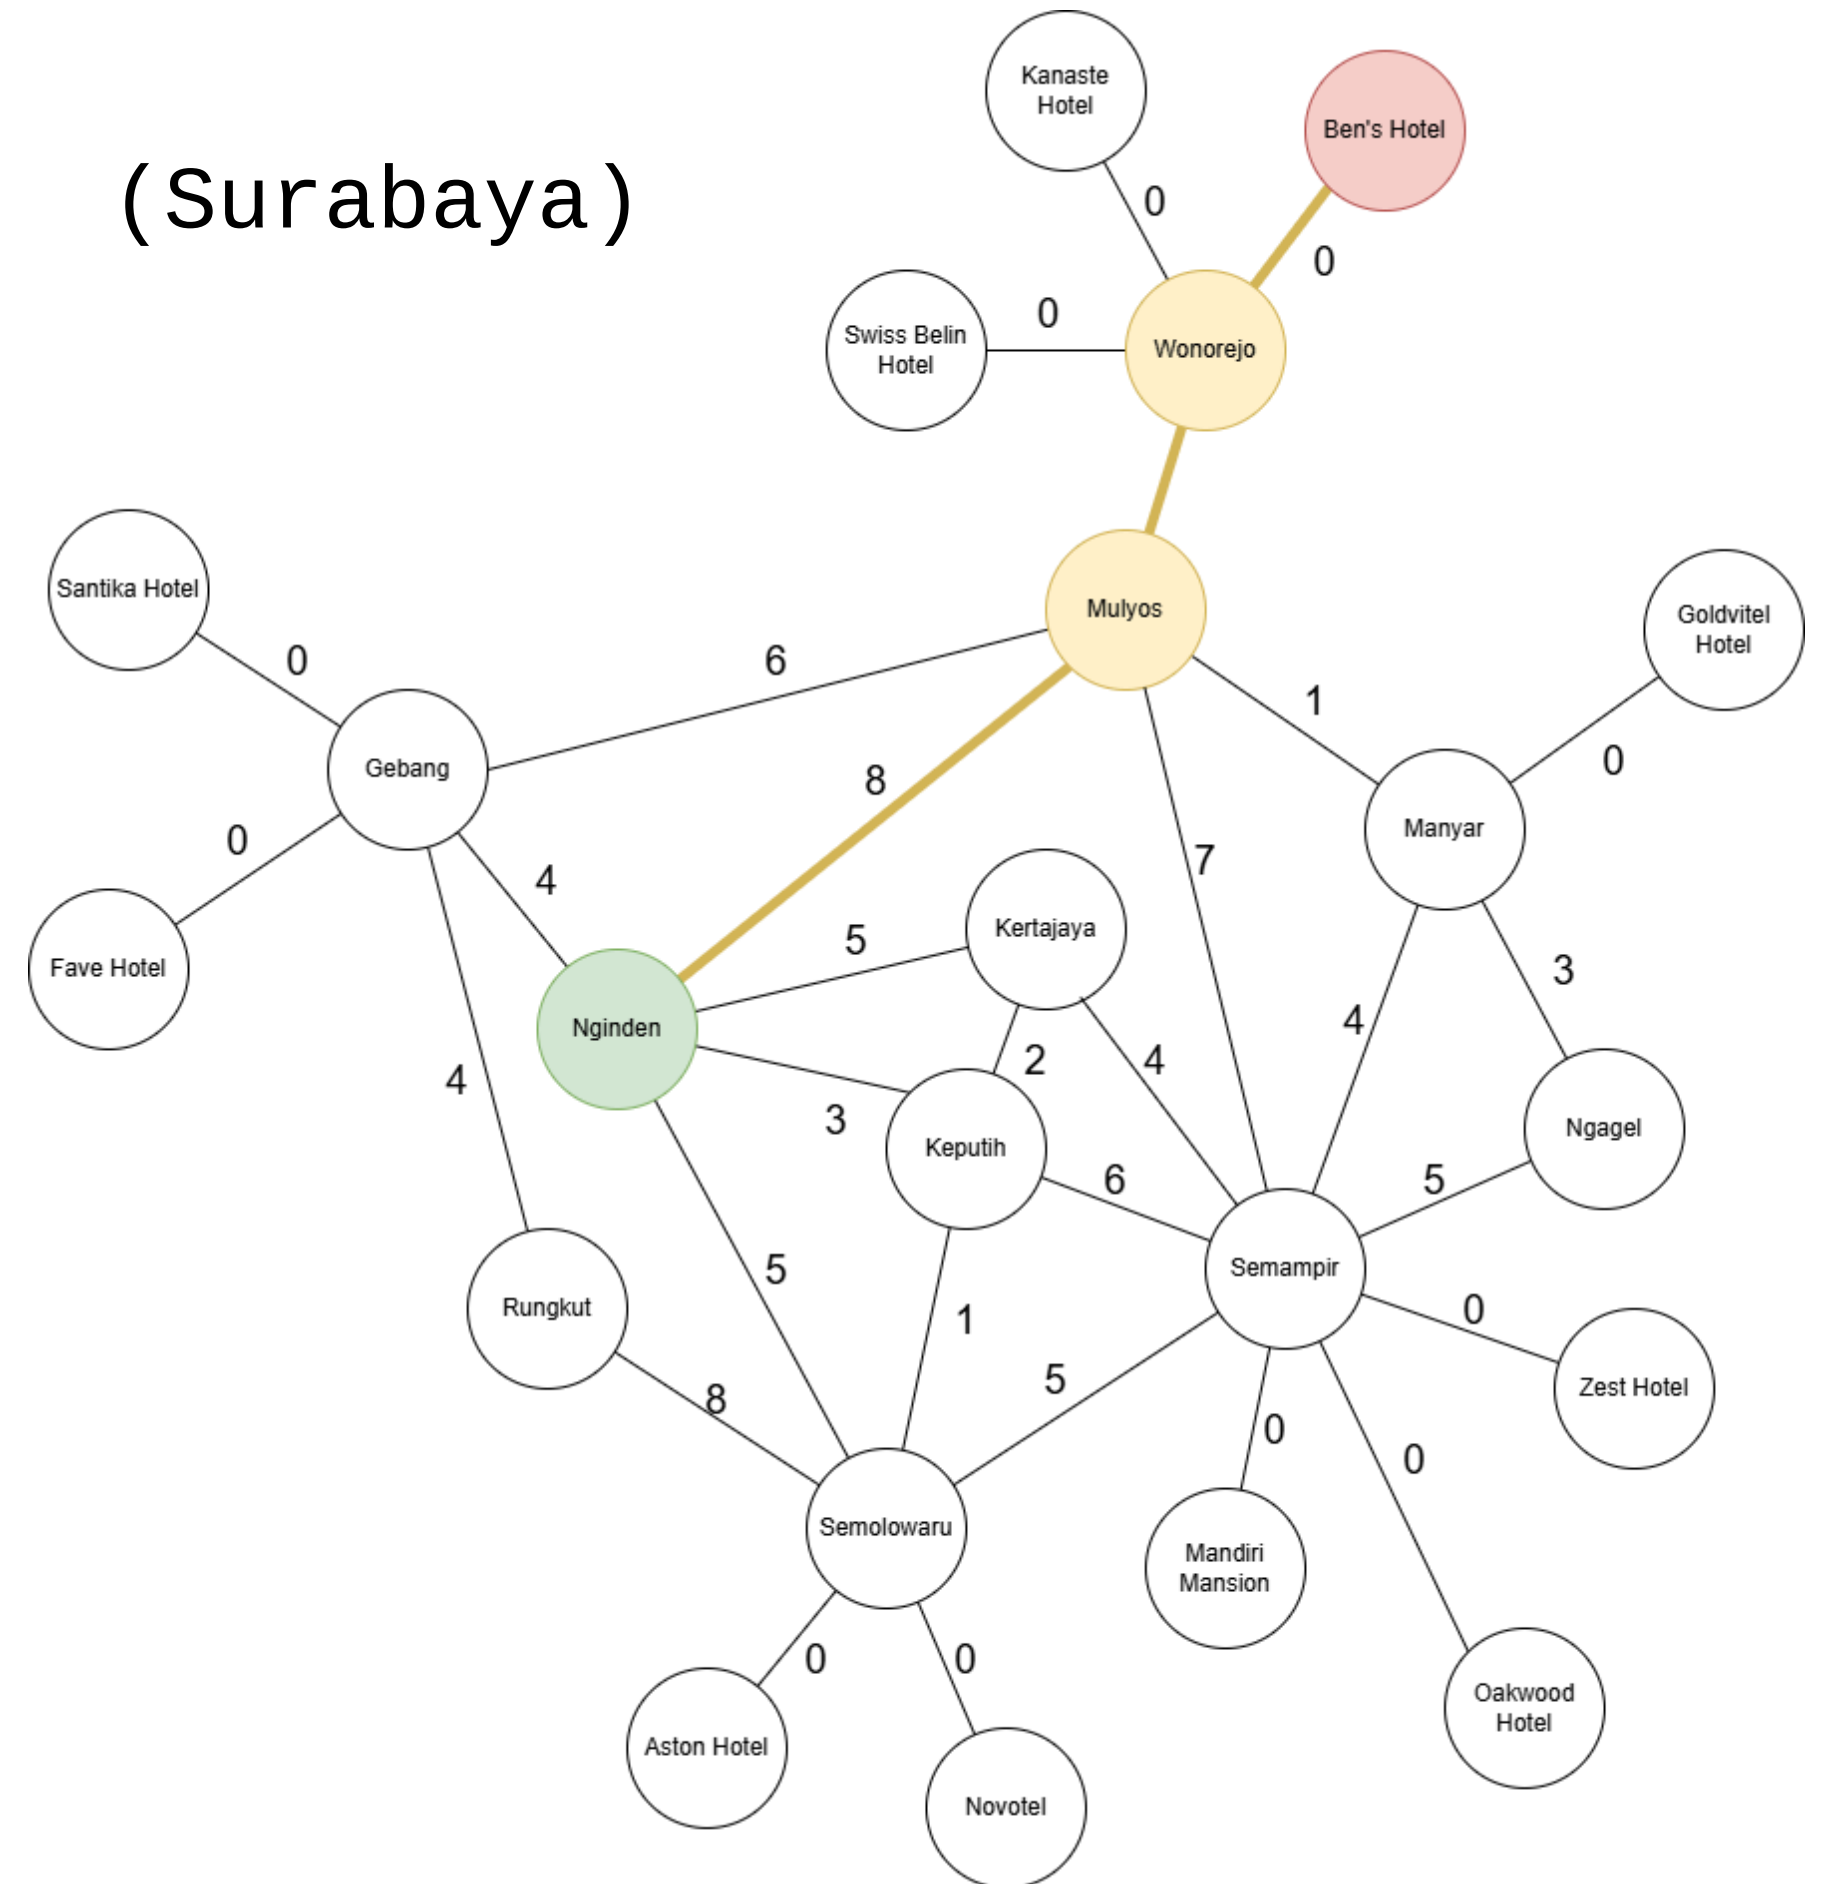 Kanaste
Hotel
Ben's Hotel
(Surabaya)
0
0
0
Swiss Belin
Hotel
Wonorejo
Santika Hotel
Mulyos
Goldvitel
Hotel
0
6
1
0
Gebang
8
Manyar
0
4
7
Kertajaya
5
3
Fave Hotel
Nginden
4
2
4
4
3
Keputih
Ngagel
6
5
5
Semampir
Rungkut
1
0
8
5
Zest Hotel
0
0
Semolowaru
Mandiri
Mansion
0
0
Oakwood
Hotel
Aston Hotel
Novotel